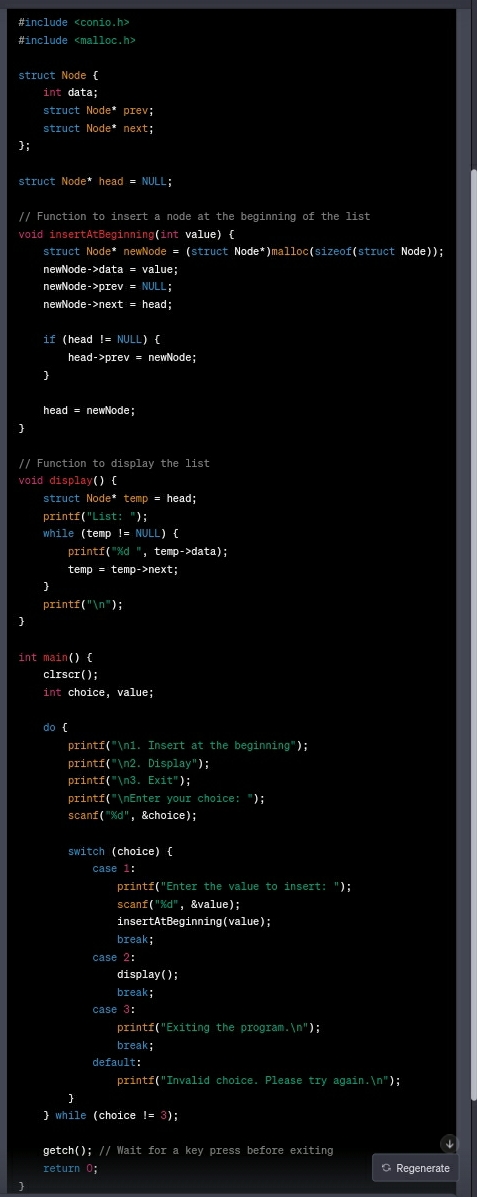 #include <conio.h>
#include <malloc.h>

struct Node {
    int data;
    struct Node* prev;
    struct Node* next;
};

struct Node* head = NULL;

// Function to insert a node at the beginning of the list
void insertAtBeginning(int value) {
    struct Node* newNode = (struct Node*)malloc(sizeof(struct Node));
    newNode->data = value;
    newNode->prev = NULL;
    newNode->next = head;

    if (head != NULL) {
        head->prev = newNode;
    }

    head = newNode;
}

// Function to display the list
void display() {
    struct Node* temp = head;
    printf("List: ");
    while (temp != NULL) {
        printf("%d ", temp->data);
        temp = temp->next;
    }
    printf("\n");
}

int main() {
    clrscr();
    int choice, value;

    do {
        printf("\n1. Insert at the beginning");
        printf("\n2. Display");
        printf("\n3. Exit");
        printf("\nEnter your choice: ");
        scanf("%d", &choice);

        switch (choice) {
            case 1:
                printf("Enter the value to insert: ");
                scanf("%d", &value);
                insertAtBeginning(value);
                break;
            case 2:
                display();
                break;
            case 3:
                printf("Exiting the program.\n");
                break;
            default:
                printf("Invalid choice. Please try again.\n");
        }
    } while (choice != 3);

    getch(); // Wait for a key press before exiting
    return 0;
}
Regenerate